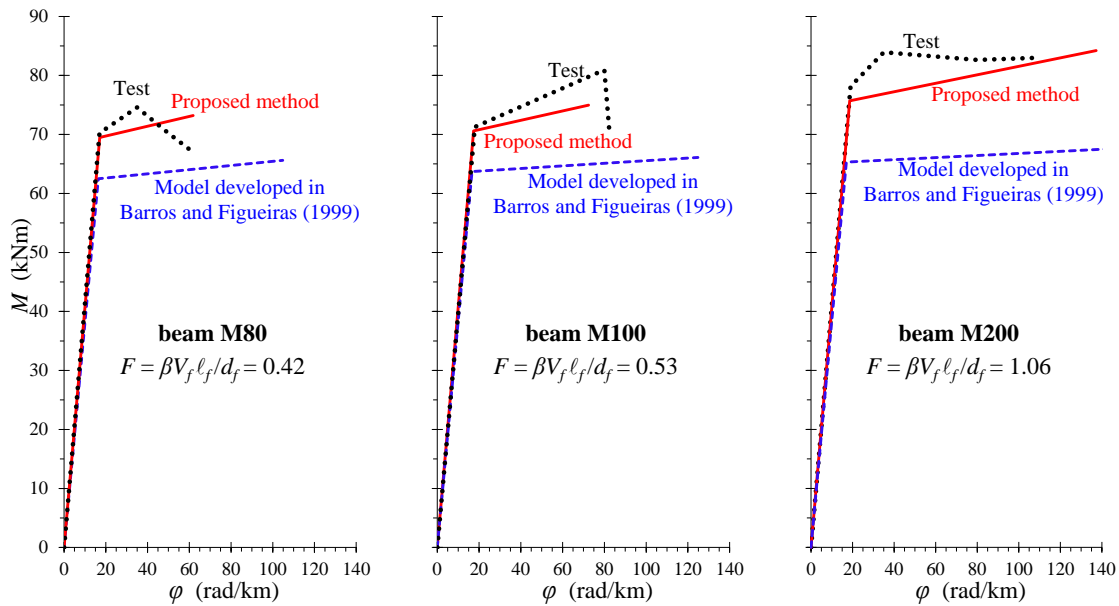 90
80
70
60
50
40
30
20
10
0
M (kNm)
Test
Proposed method
Model developed in
Barros and Figueiras (1999)
beam M80
F = βV_f ℓ_f/d_f = 0.42
0 20 40 60 80 100 120 140
φ (rad/km)
Test
Proposed method
Model developed in
Barros and Figueiras (1999)
beam M100
F = βV_f ℓ_f/d_f = 0.53
0 20 40 60 80 100 120 140
φ (rad/km)
Test
Proposed method
Model developed in
Barros and Figueiras (1999)
beam M200
F = βV_f ℓ_f/d_f = 1.06
0 20 40 60 80 100 120 140
φ (rad/km)